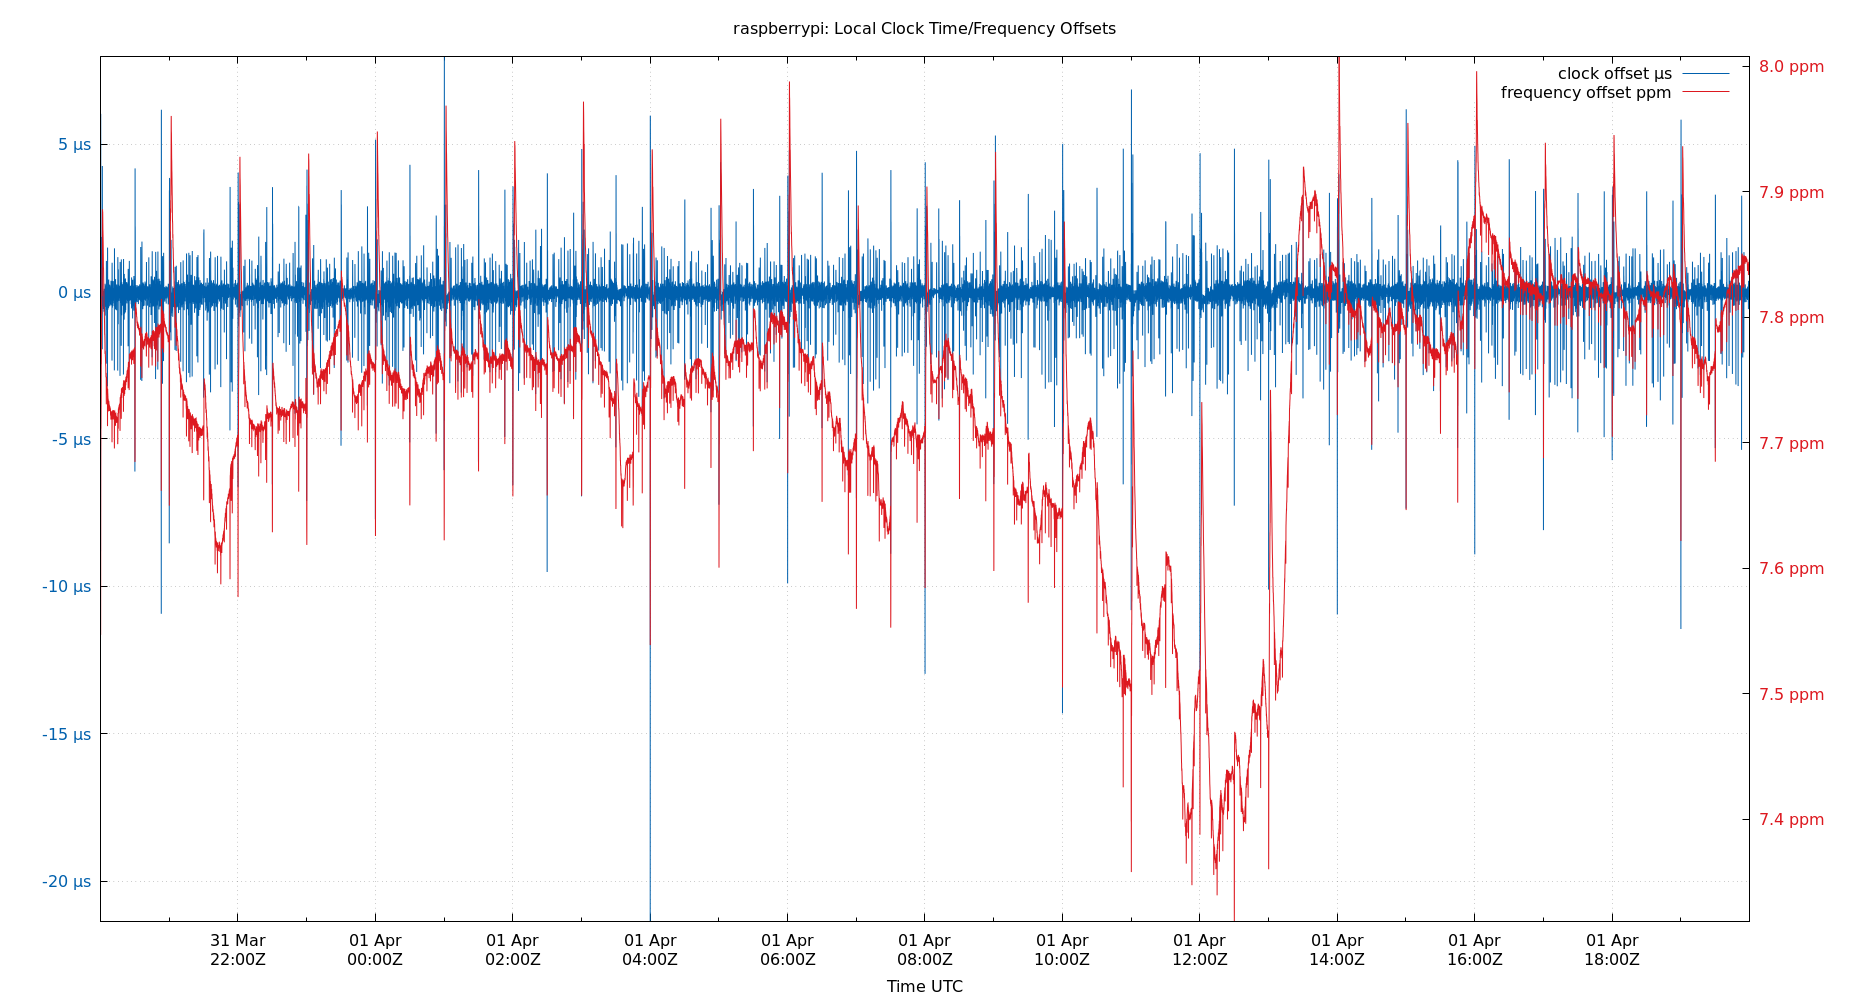 raspberrypi: Local Clock Time/Frequency Offsets
clock offset µs
frequency offset ppm
5 µs
0 µs
-5 µs
-10 µs
-15 µs
-20 µs
8.0 ppm
7.9 ppm
7.8 ppm
7.7 ppm
7.6 ppm
7.5 ppm
7.4 ppm
31 Mar 01 Apr 01 Apr 01 Apr 01 Apr 01 Apr 01 Apr 01 Apr 01 Apr 01 Apr 01 Apr
22:00Z 00:00Z 02:00Z 04:00Z 06:00Z 08:00Z 10:00Z 12:00Z 14:00Z 16:00Z 18:00Z
Time UTC